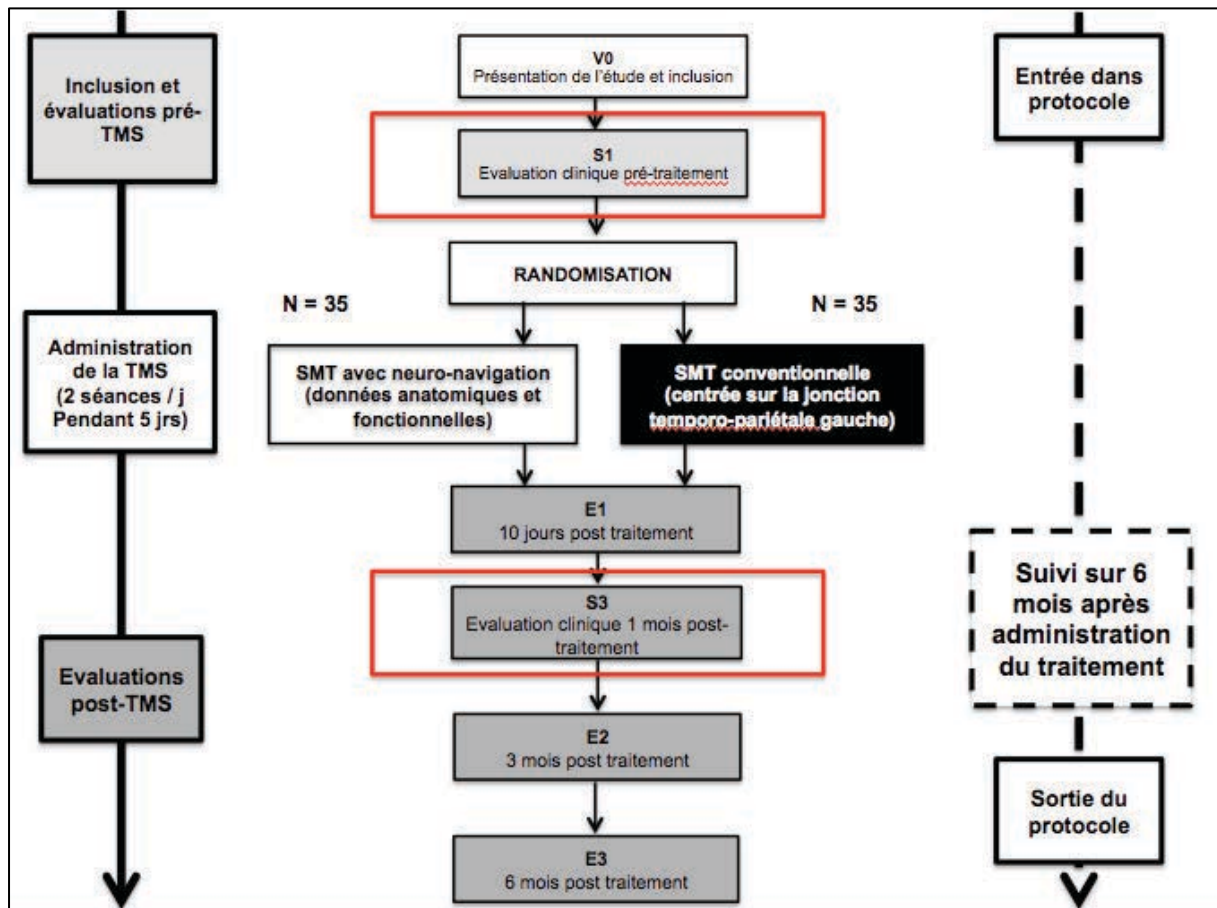 Inclusion et
évaluations pré-
TMS
V0
Présentation de l'étude et inclusion
Entrée dans
protocole
S1
Evaluation clinique pré-traitement
RANDOMISATION
N = 35
N = 35
Administration
de la TMS
(2 séances / j
Pendant 5 jrs)
SMT avec neuro-navigation
(données anatomiques et
fonctionnelles)
SMT conventionnelle
(centrée sur la jonction
temporo-pariétale gauche)
E1
10 jours post traitement
S3
Evaluation clinique 1 mois post-
traitement
Suivi sur 6
mois après
administration
du traitement
Evaluations
post-TMS
E2
3 mois post traitement
Sortie du
protocole
E3
6 mois post traitement